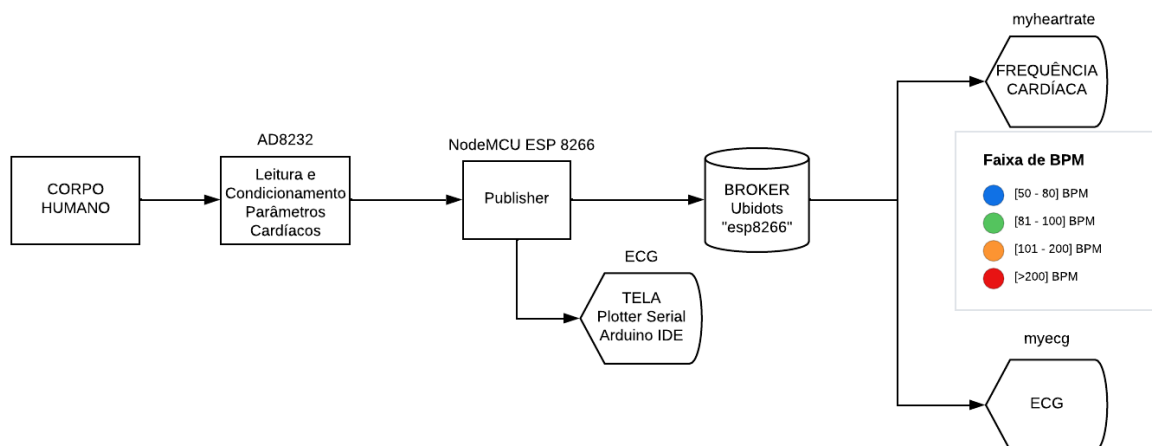 myheartrate
FREQUÊNCIA
CARDÍACA
AD8232
NodeMCU ESP 8266
CORPO
HUMANO
Leitura e
Condicionamento
Parâmetros
Cardíacos
Publisher
BROKER
Ubidots
"esp8266"
Faixa de BPM
[50 - 80] BPM
[81 - 100] BPM
[101 - 200] BPM
[>200] BPM
ECG
TELA
Plotter Serial
Arduino IDE
myecg
ECG